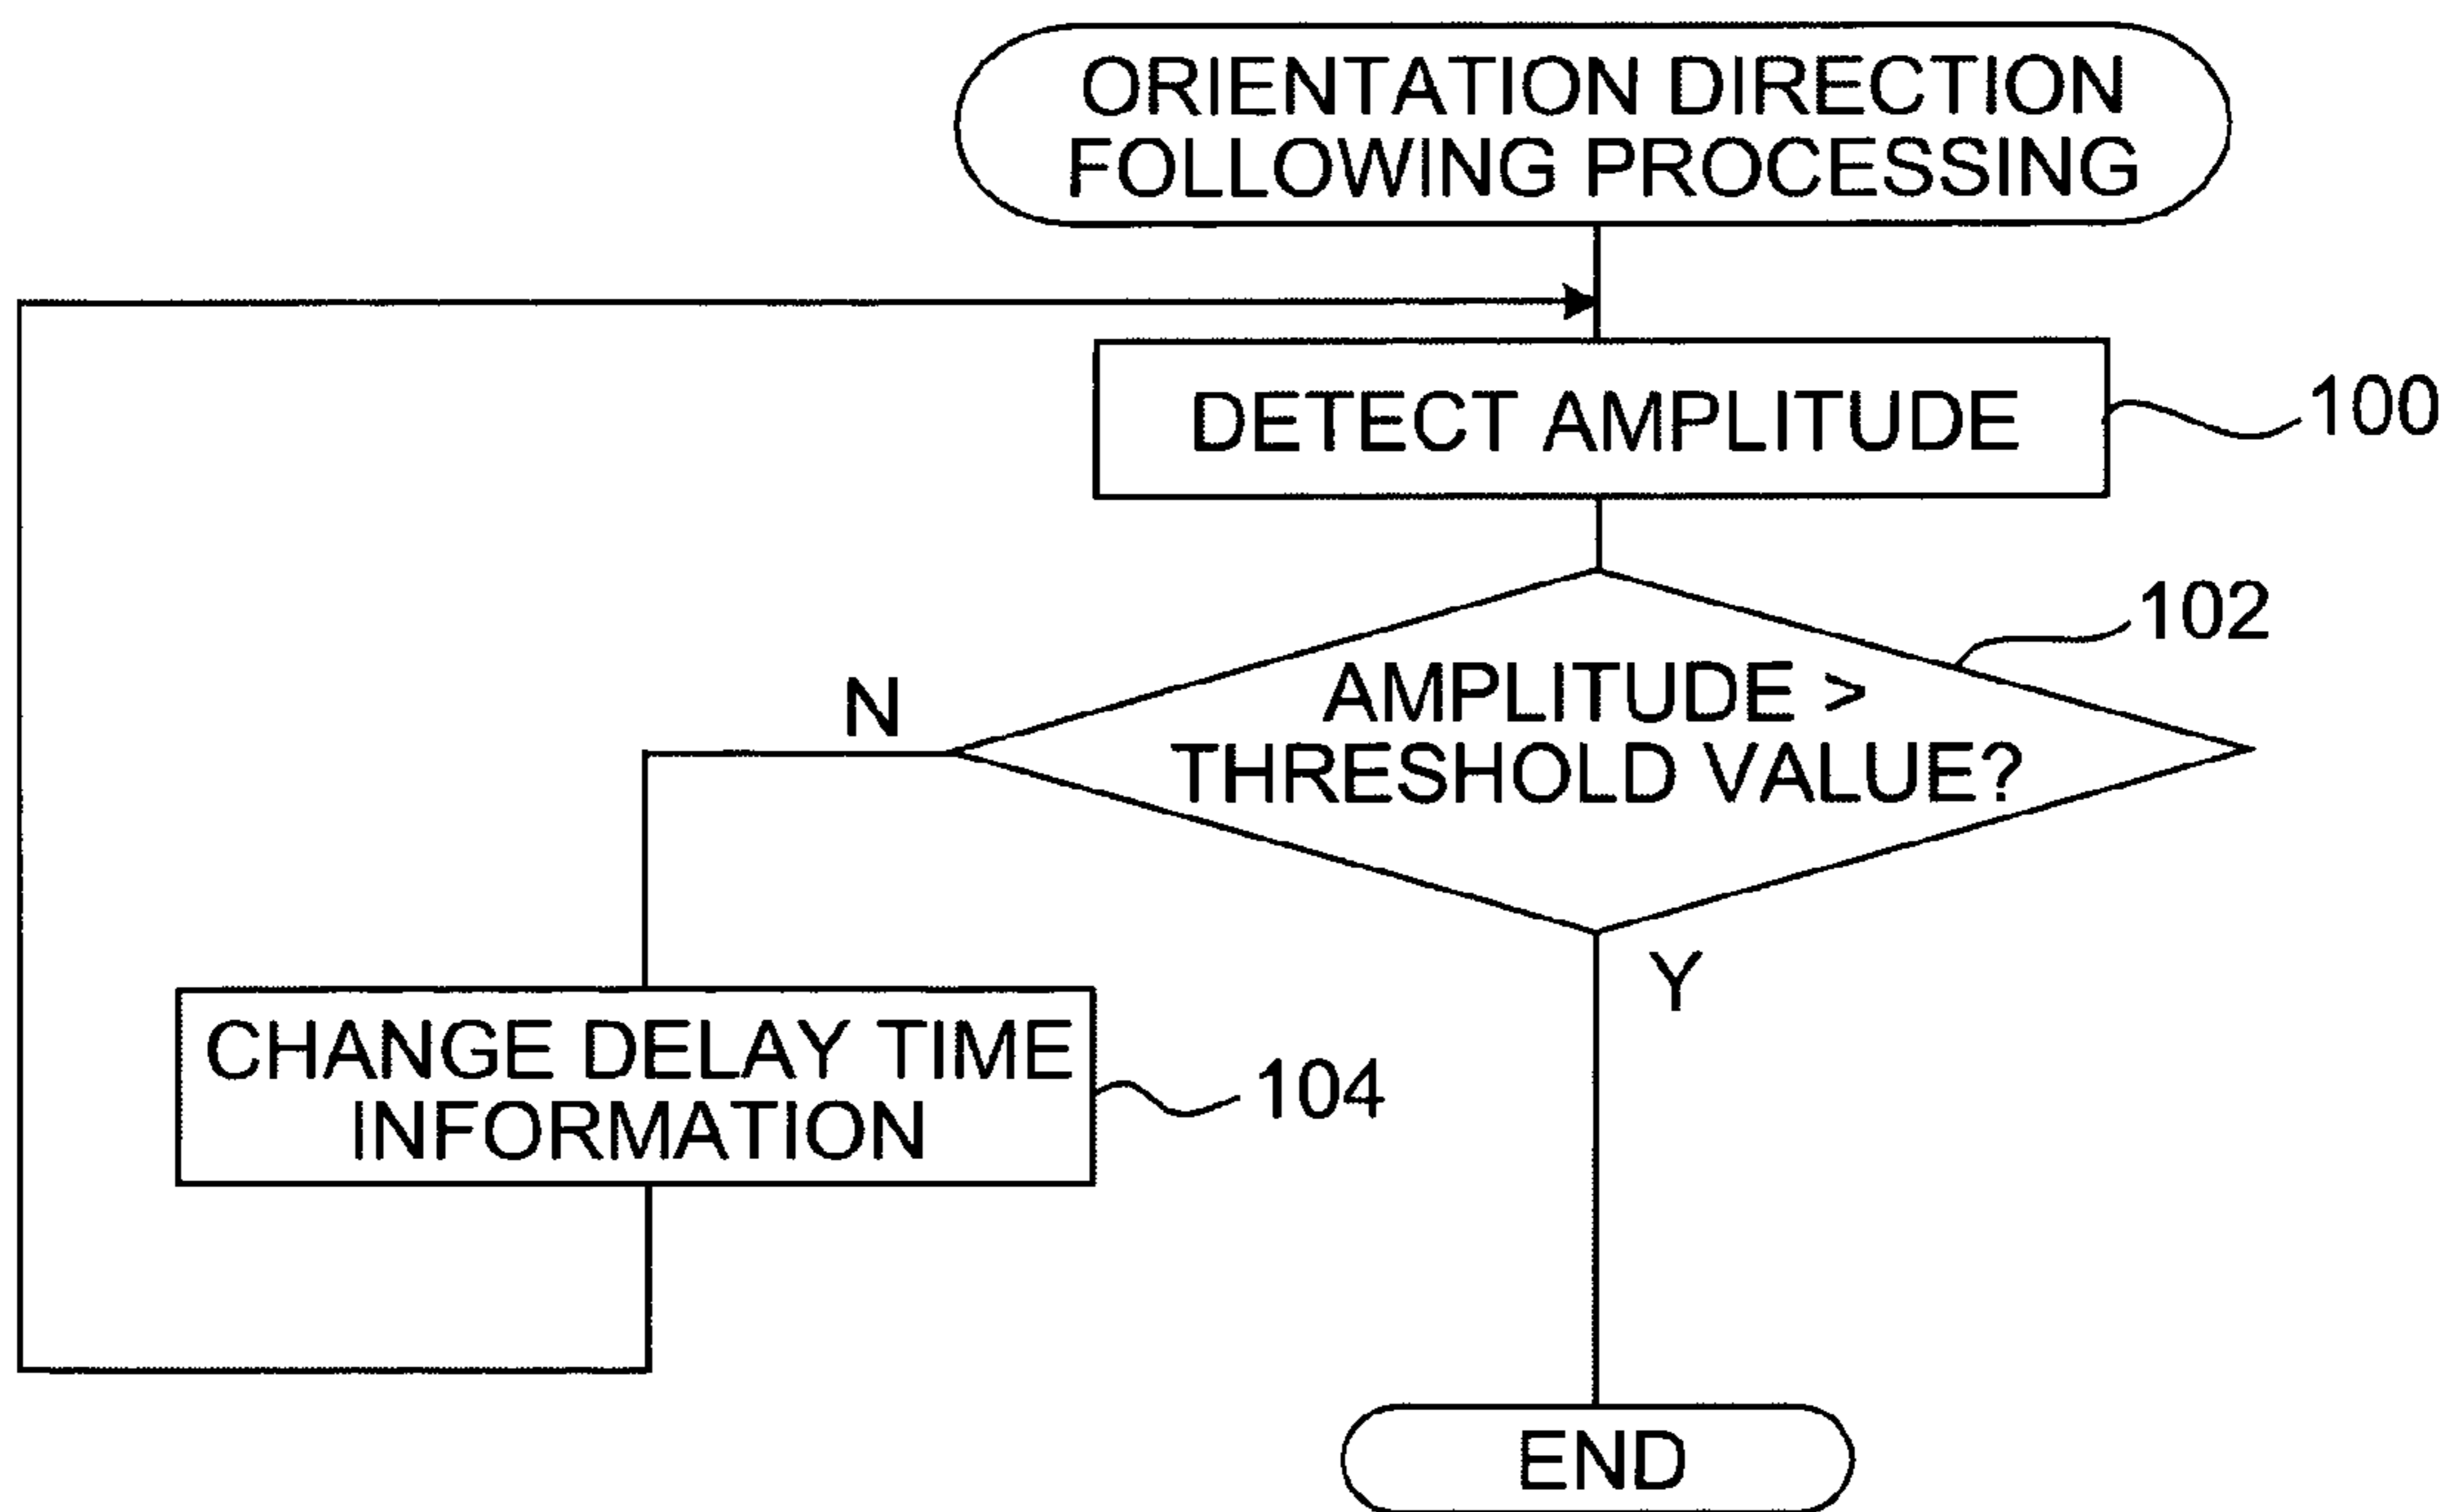 ORIENTATION DIRECTION
FOLLOWING PROCESSING
DETECT AMPLITUDE
100
102
AMPLITUDE >
THRESHOLD VALUE?
N
Y
CHANGE DELAY TIME
INFORMATION
104
END